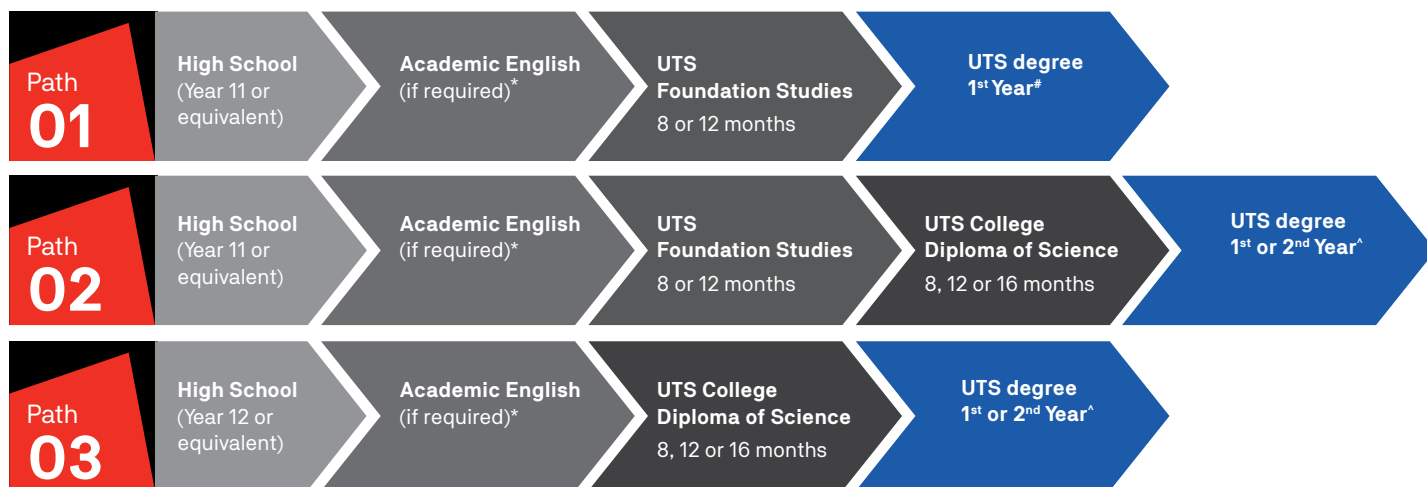 Path
01
High School
(Year 11 or
equivalent)
Academic English
(if required)*
UTS
Foundation Studies
8 or 12 months
UTS degree
1st Year#
Path
02
High School
(Year 11 or
equivalent)
Academic English
(if required)*
UTS
Foundation Studies
8 or 12 months
UTS College
Diploma of Science
8, 12 or 16 months
UTS degree
1st or 2nd Year^
Path
03
High School
(Year 12 or
equivalent)
Academic English
(if required)*
UTS College
Diploma of Science
8, 12 or 16 months
UTS degree
1st or 2nd Year^